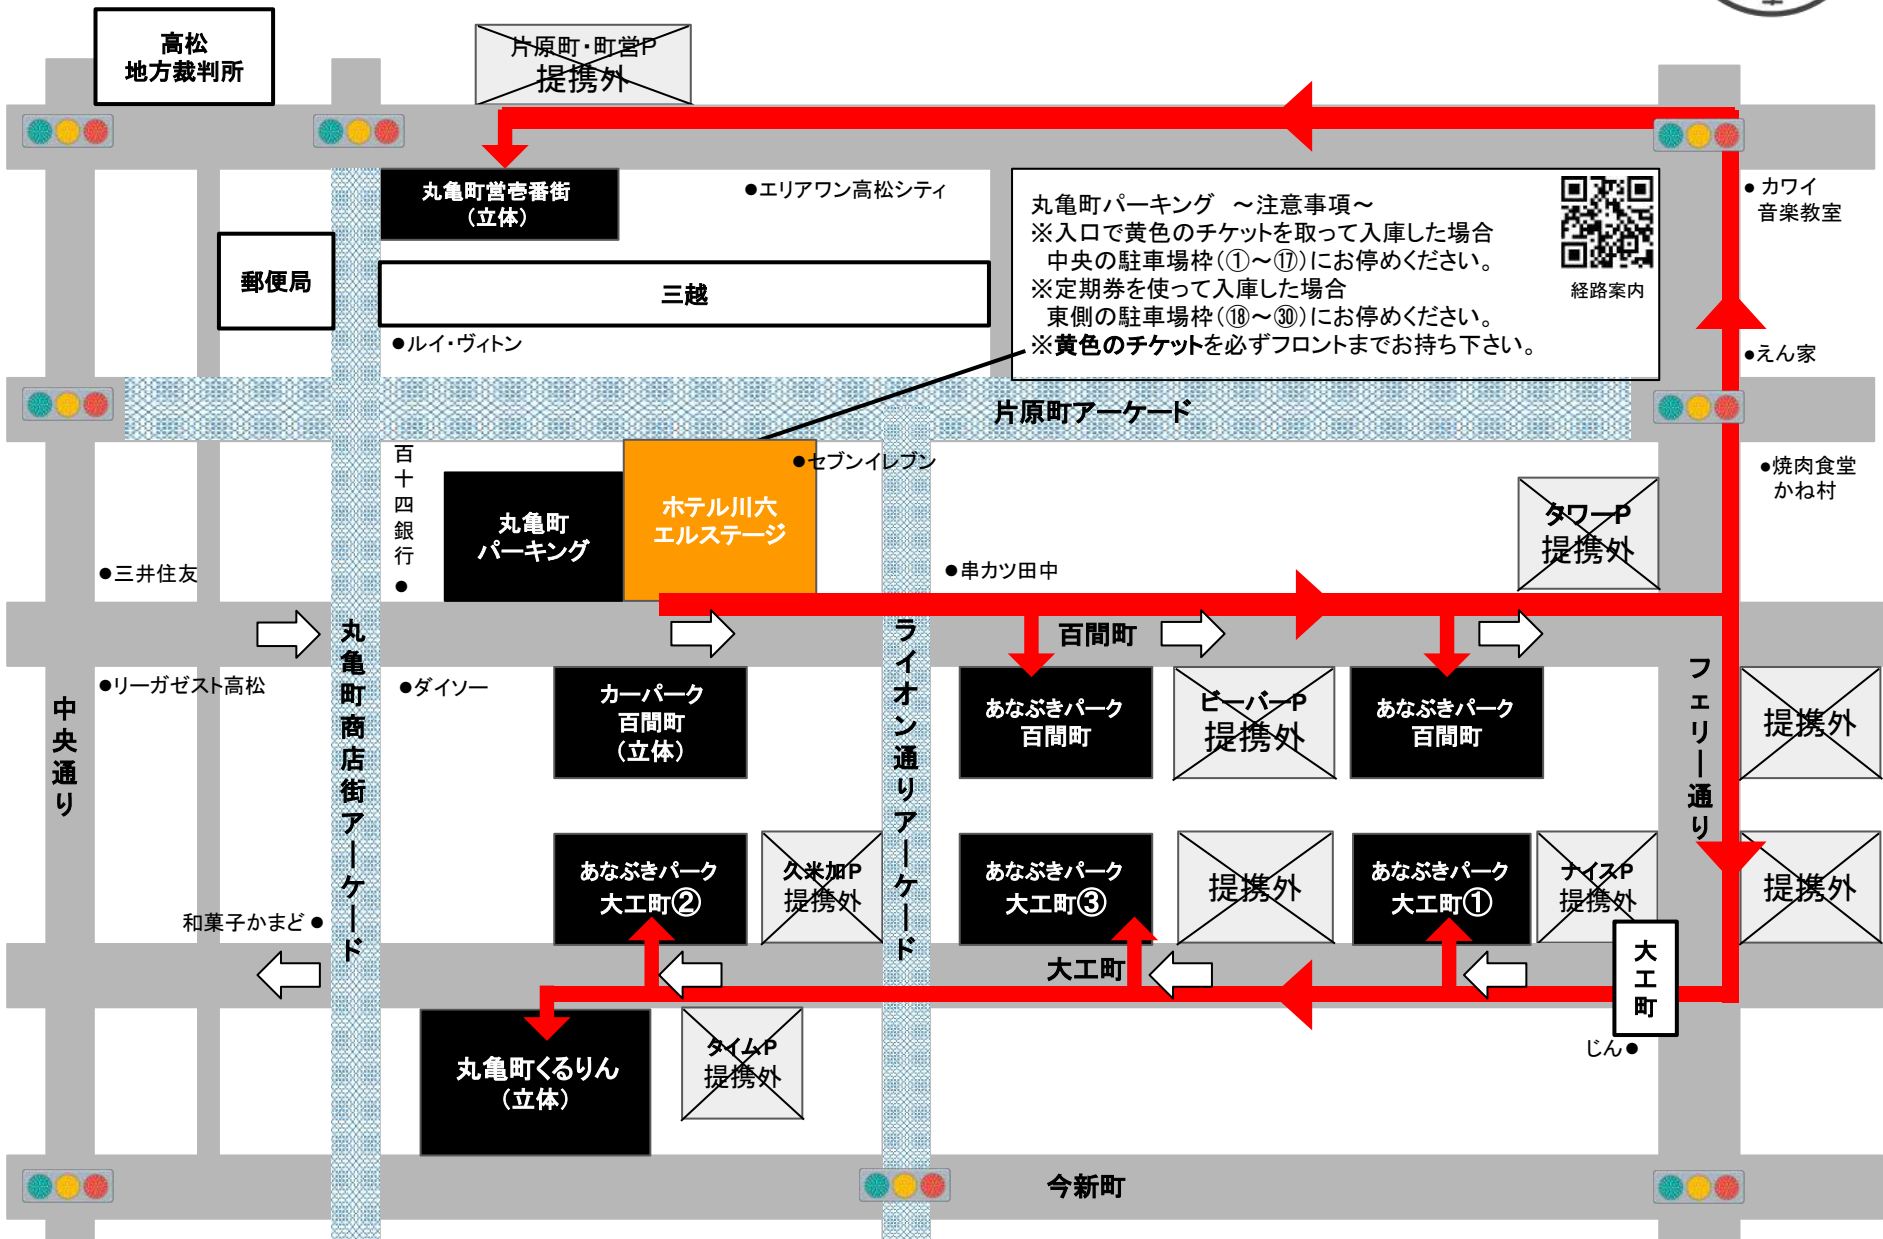 高松
地方裁判所
片原町・町営P
提携外
丸亀町営壱番街
(立体)
●エリアワン高松シティ
丸亀町パーキング ～注意事項～
※入口で黄色のチケットを取って入庫した場合
中央の駐車場枠(①～⑰)にお停めください。
※定期券を使って入庫した場合
東側の駐車場枠(⑱～㉚)にお停めください。
※黄色のチケットを必ずフロントまでお持ち下さい。
経路案内
●カワイ
音楽教室
郵便局
三越
●ルイ・ヴィトン
●えん家
片原町アーケード
百十四銀行●
丸亀町
パーキング
ホテル川六
エルステージ
●セブンイレブン
タワーP
提携外
●焼肉食堂
かね村
●三井住友
●串カツ田中
百間町
●リーガゼスト高松
●ダイソー
中央通り
丸亀町商店街アーケード
ライオン通りアーケード
フェリー通り
カーパーク
百間町
(立体)
あなぶきパーク
百間町
ビーバーP
提携外
あなぶきパーク
百間町
提携外
あなぶきパーク
大工町②
久米加P
提携外
あなぶきパーク
大工町③
提携外
あなぶきパーク
大工町①
ナイスP
提携外
提携外
和菓子かまど●
大工町
大工町
丸亀町くるりん
(立体)
タイムP
提携外
じん●
今新町